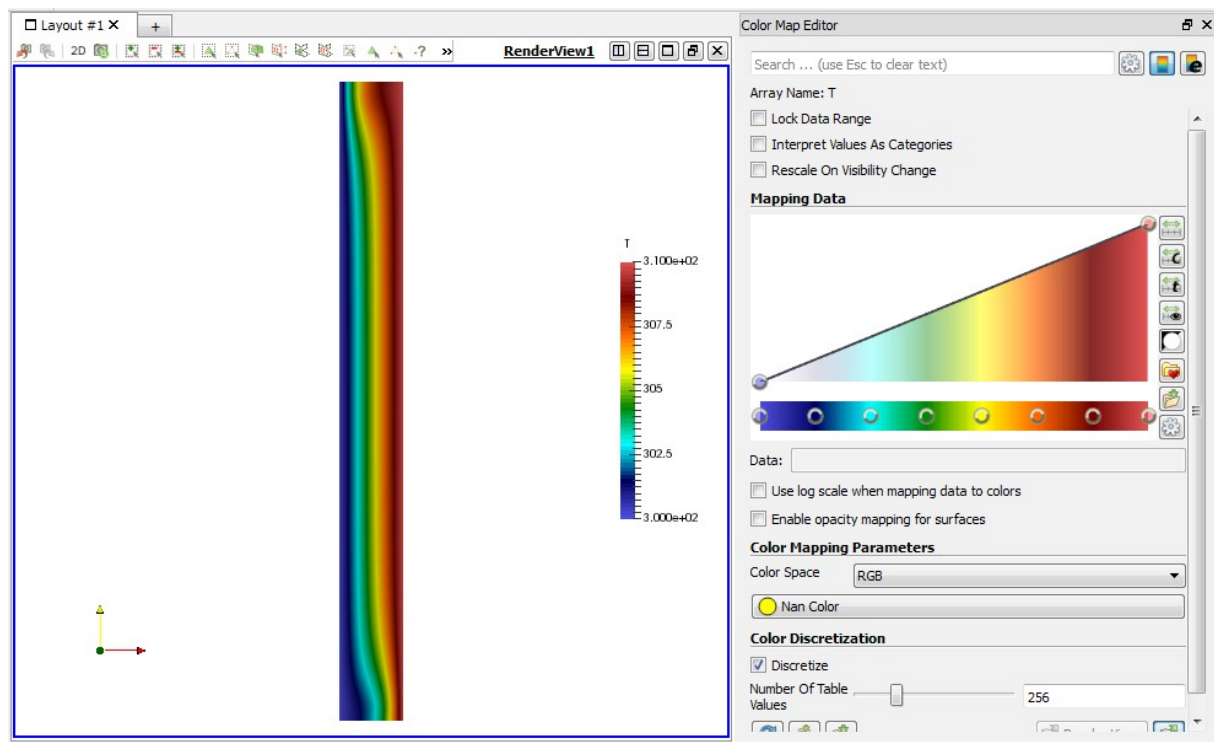 Layout #1 X +
2D .? » RenderView1
T
3.100e+02
307.5
305
302.5
3.000e+02
Color Map Editor
Search ... (use Esc to clear text)
Array Name: T
Lock Data Range
Interpret Values As Categories
Rescale On Visibility Change
Mapping Data
Data:
Use log scale when mapping data to colors
Enable opacity mapping for surfaces
Color Mapping Parameters
Color Space RGB
Nan Color
Color Discretization
Discretize
Number Of Table
Values
256